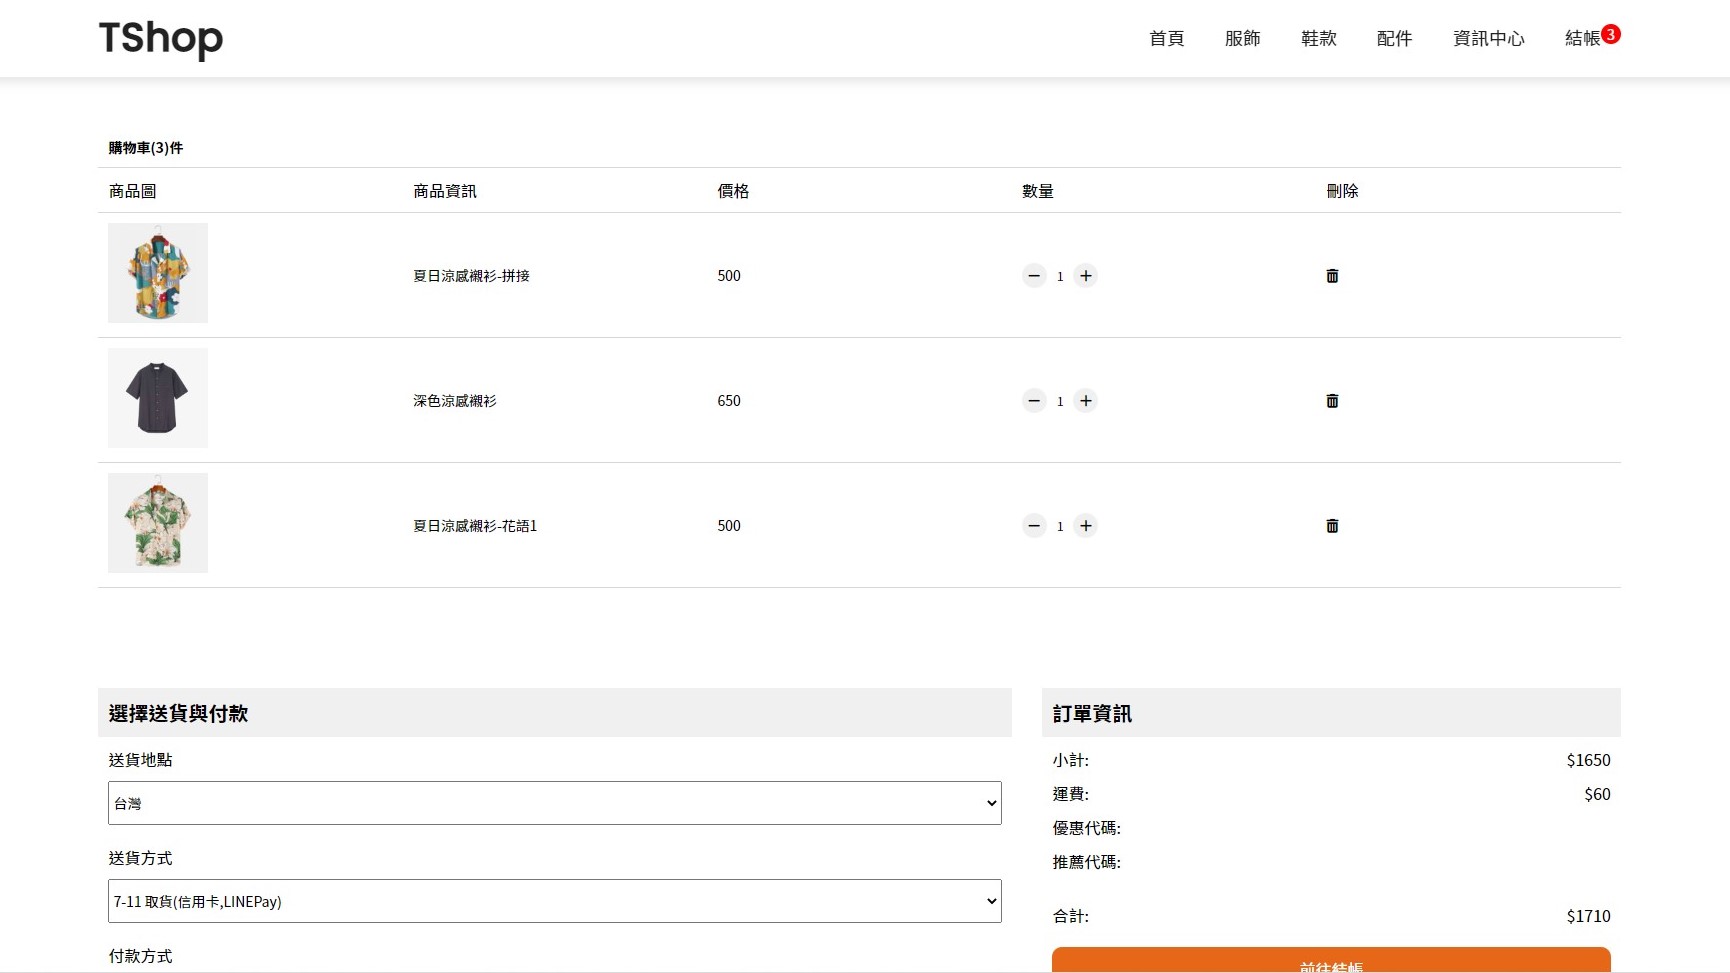 TShop
首頁 服飾 鞋款 配件 資訊中心 結帳 3
購物車(3)件
商品圖 商品資訊 價格 數量 刪除
夏日涼感襯衫-拼接 500 1
深色涼感襯衫 650 1
夏日涼感襯衫-花語1 500 1
選擇送貨與付款
送貨地點
台灣
送貨方式
7-11 取貨(信用卡,LINEPay)
付款方式
訂單資訊
小計: $1650
運費: $60
優惠代碼:
推薦代碼:
合計: $1710
前往結帳